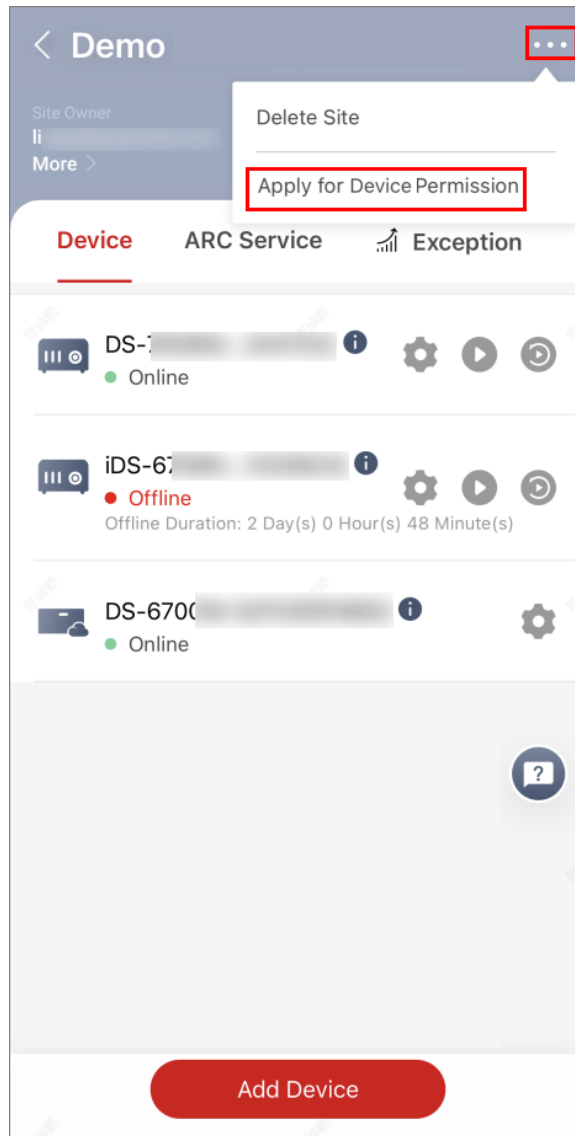 Demo
Delete Site
Apply for Device Permission
Site Owner
li
More
Device ARC Service Exception
DS-
Online
iDS-67
Offline
Offline Duration: 2 Day(s) 0 Hour(s) 48 Minute(s)
DS-6700
Online
?
Add Device